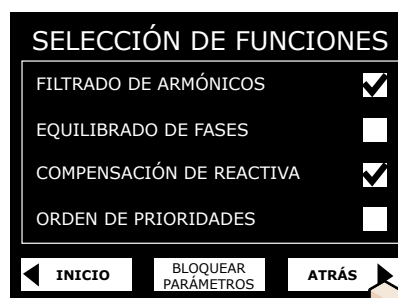 SELECCIÓN DE FUNCIONES
FILTRADO DE ARMÓNICOS
EQUILIBRADO DE FASES
COMPENSACIÓN DE REACTIVA
ORDEN DE PRIORIDADES
INICIO
BLOQUEAR
PARÁMETROS
ATRÁS